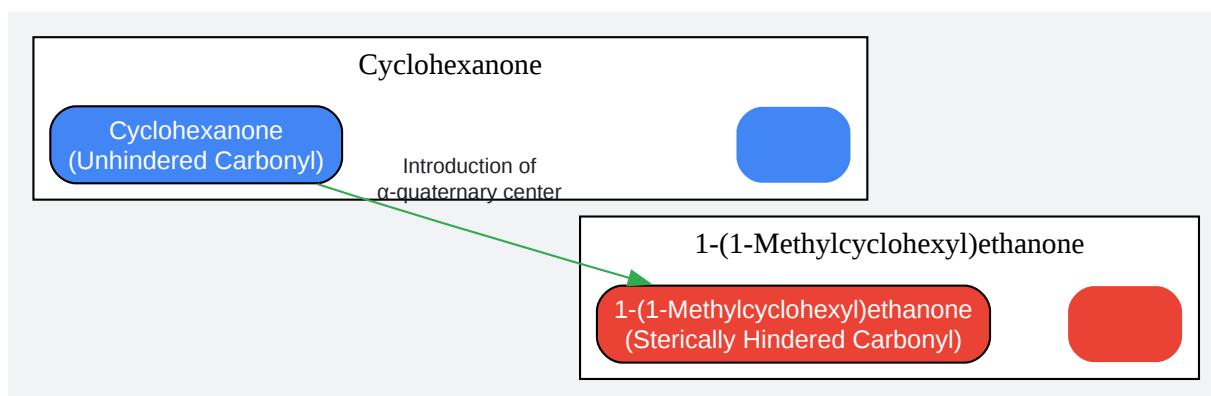 Cyclohexanone
Cyclohexanone
(Unhindered Carbonyl)
Introduction of
α-quaternary center
1-(1-Methylcyclohexyl)ethanone
1-(1-Methylcyclohexyl)ethanone
(Sterically Hindered Carbonyl)